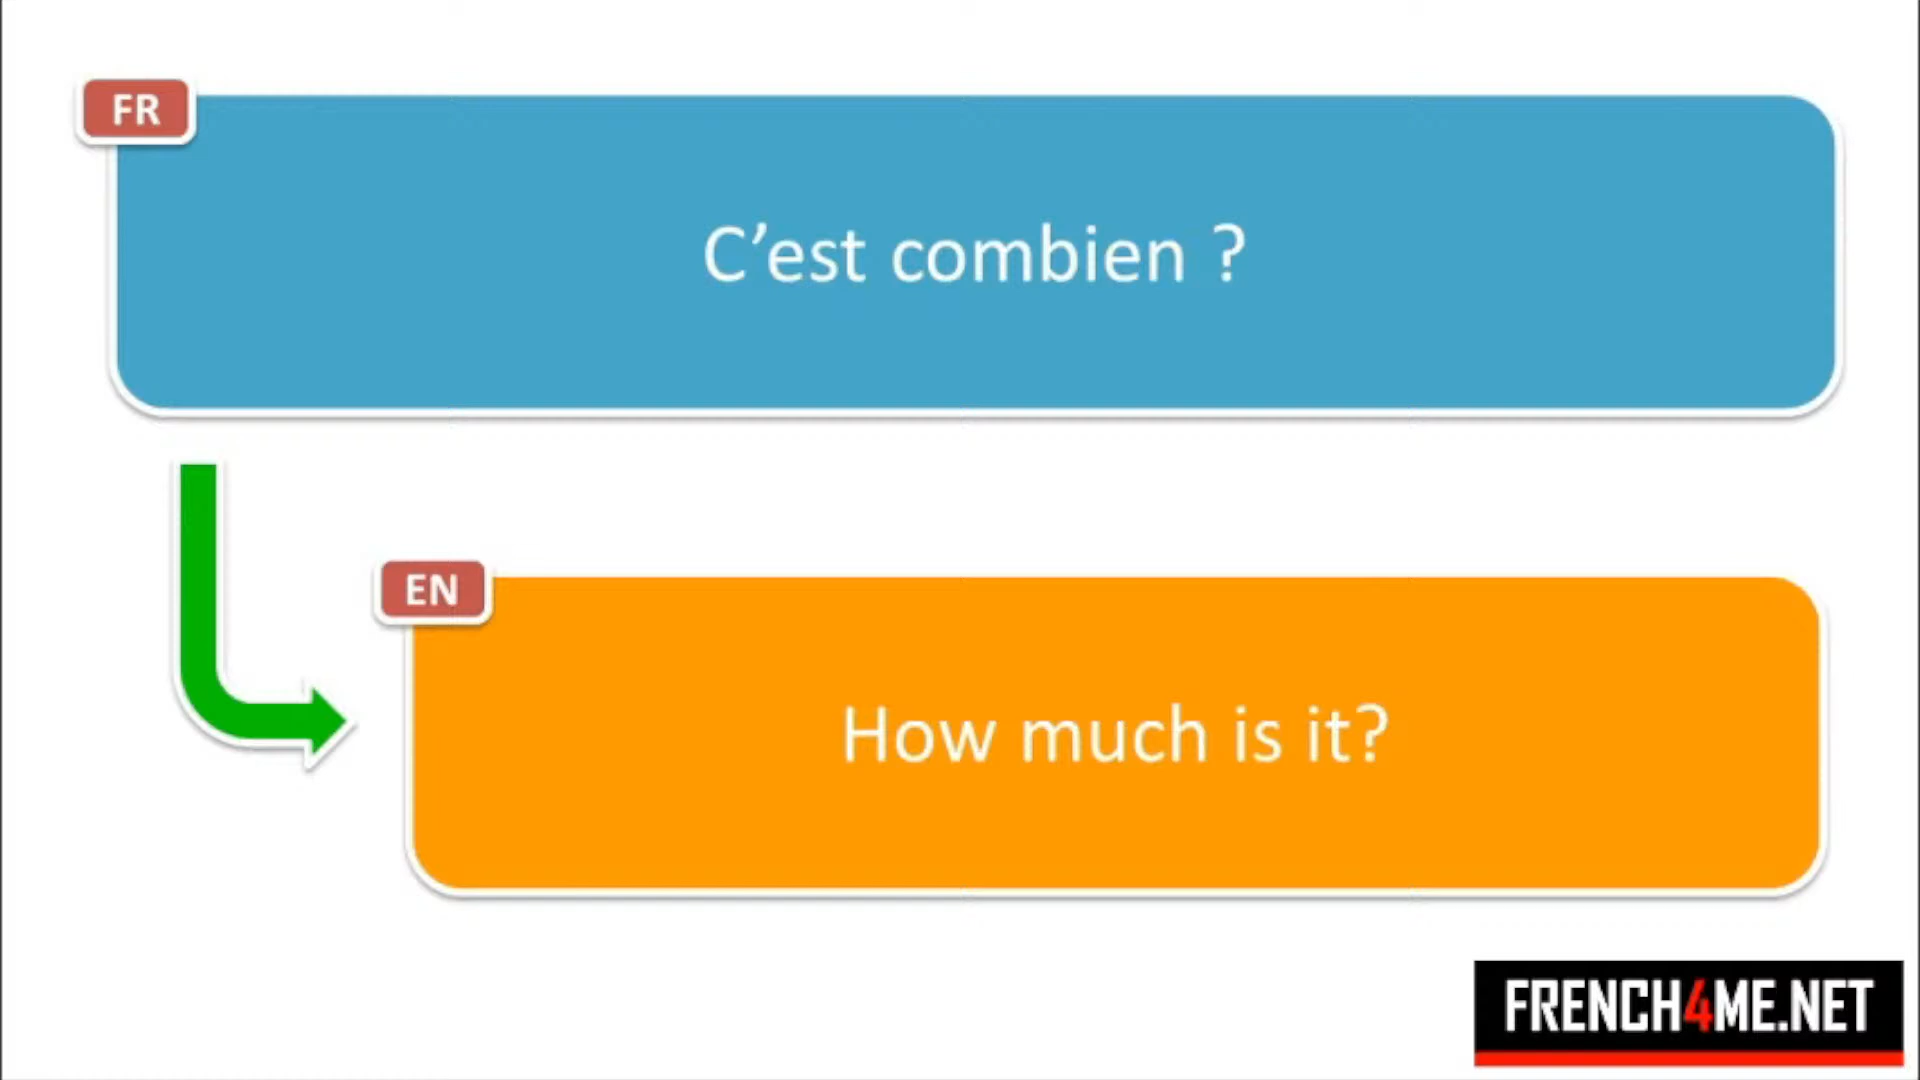 FR
C’est combien ?
EN
How much is it?
FRENCH4ME.NET